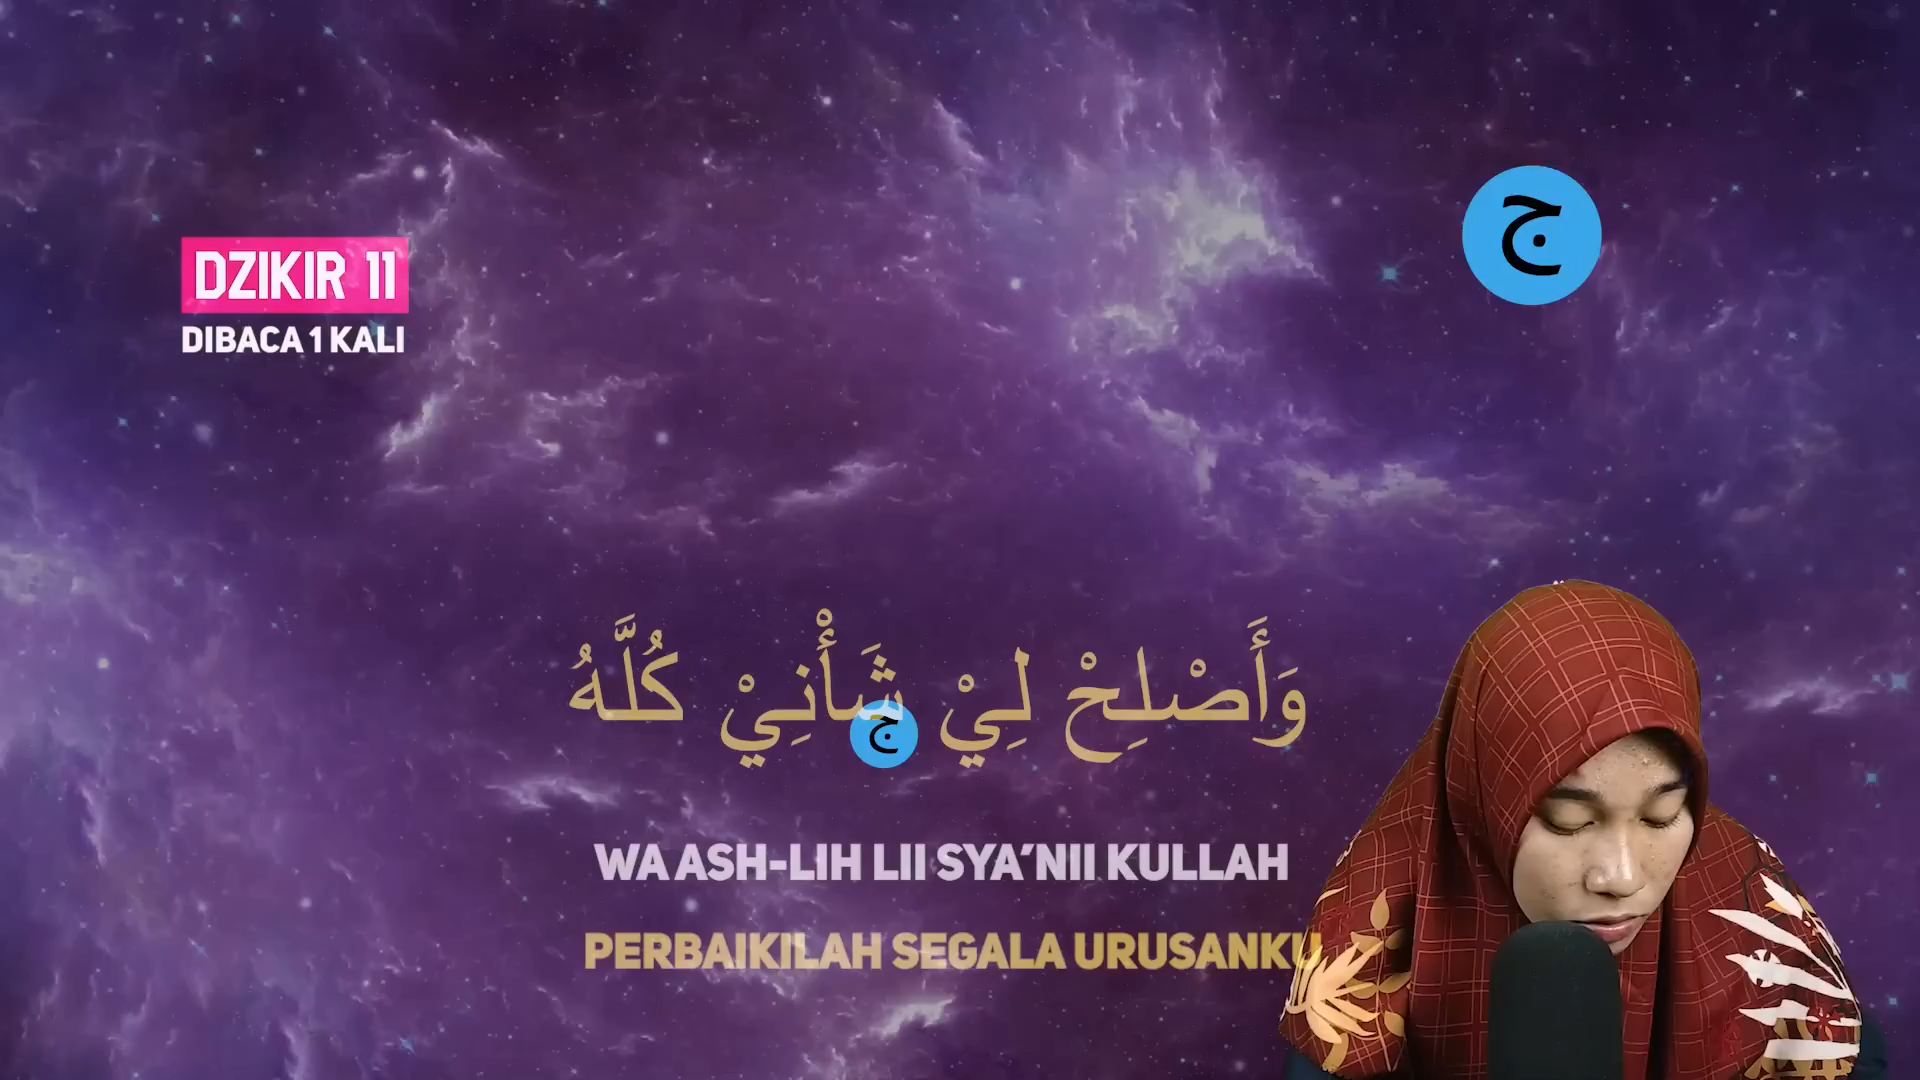 DZIKIR 11
DIBACA 1 KALI
ج
وَأَصْلِحْ لِيْ شَأْنِيْ كُلَّهُ
ج
WA ASH-LIH LII SYA'NII KULLAH
PERBAIKILAH SEGALA URUSANKU